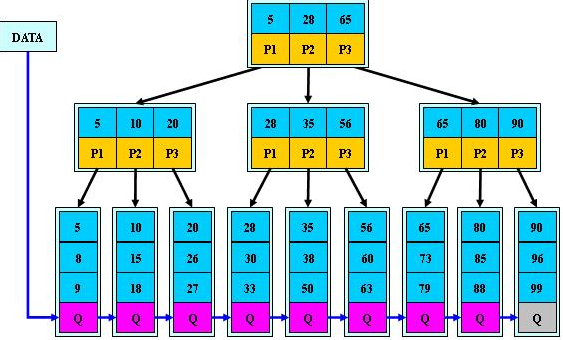 5 28 65
DATA
P1 P2 P3
5 10 20 28 35 56 65 80 90
P1 P2 P3 P1 P2 P3 P1 P2 P3
5 10 20 28 35 56 65 80 90
8 15 26 30 38 60 73 85 96
9 18 27 33 50 63 79 88 99
Q Q Q Q Q Q Q Q Q